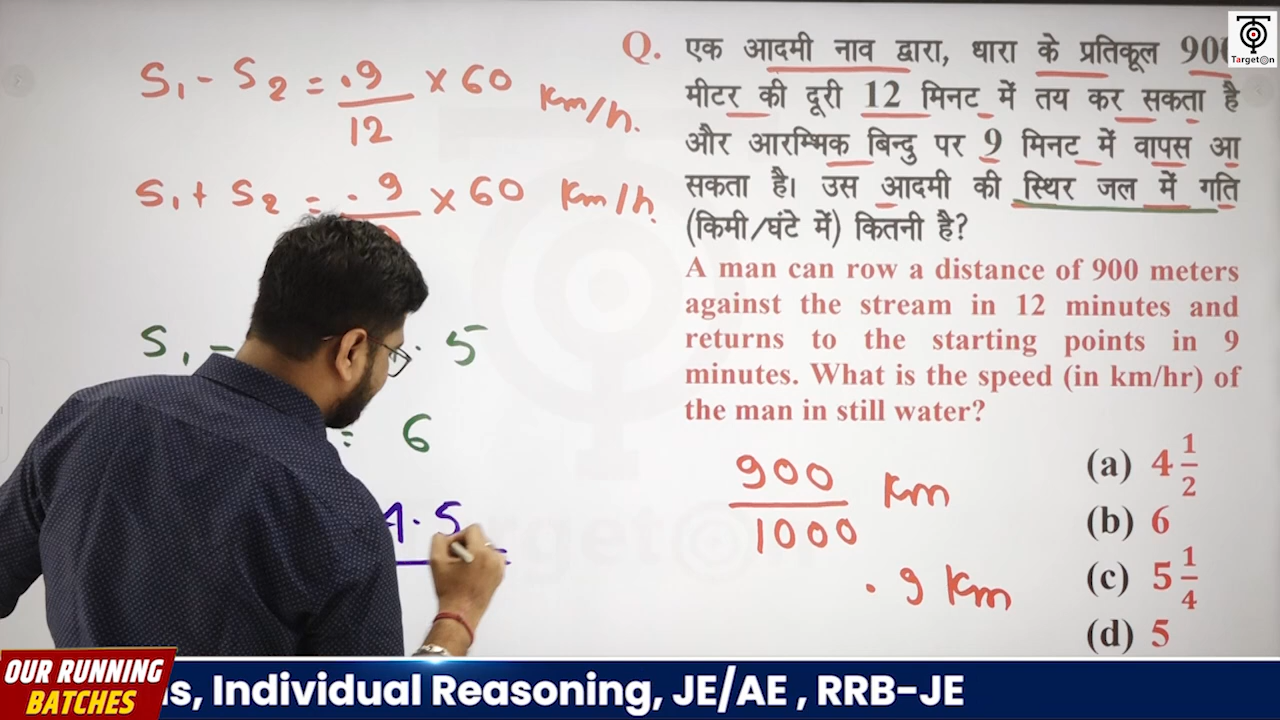 S₁ - S₂ = .9/12 × 60 Km/h.
S₁ + S₂ = .9 × 60 Km/h.
S₁ - . 5
= 6
4.5
Q. एक आदमी नाव द्वारा, धारा के प्रतिकूल 900
मीटर की दूरी 12 मिनट में तय कर सकता है
और आरम्भिक बिन्दु पर 9 मिनट में वापस आ
सकता है। उस आदमी की स्थिर जल में गति
(किमी/घंटे में) कितनी है?
A man can row a distance of 900 meters
against the stream in 12 minutes and
returns to the starting points in 9
minutes. What is the speed (in km/hr) of
the man in still water?
900/1000 Km
.9 Km
(a) 4 1/2
(b) 6
(c) 5 1/4
(d) 5
TargetOn
TargetOn
OUR RUNNING
BATCHES
s, Individual Reasoning, JE/AE , RRB-JE